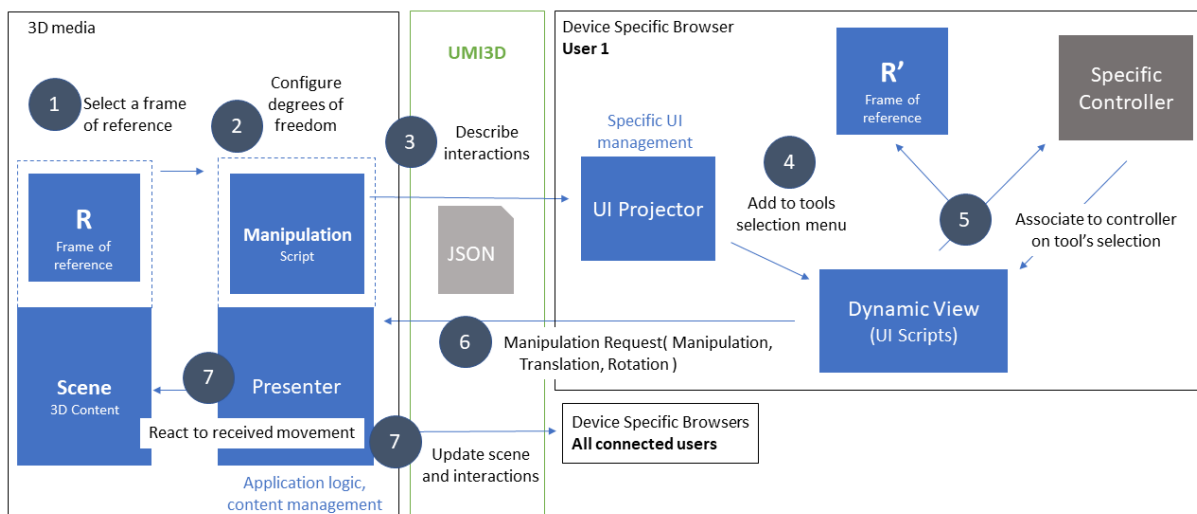 3D media
1
Select a frame
of reference
2
Configure
degrees of
freedom
R
Frame of
reference
Manipulation
Script
Scene
3D Content
Presenter
7
React to received movement
Application logic,
content management
UMI3D
3
Describe
interactions
JSON
6
Manipulation Request( Manipulation,
Translation, Rotation )
7
Update scene
and interactions
Device Specific Browser
User 1
Specific UI
management
UI Projector
4
Add to tools
selection menu
R’
Frame of
reference
Specific
Controller
5
Associate to controller
on tool’s selection
Dynamic View
(UI Scripts)
Device Specific Browsers
All connected users